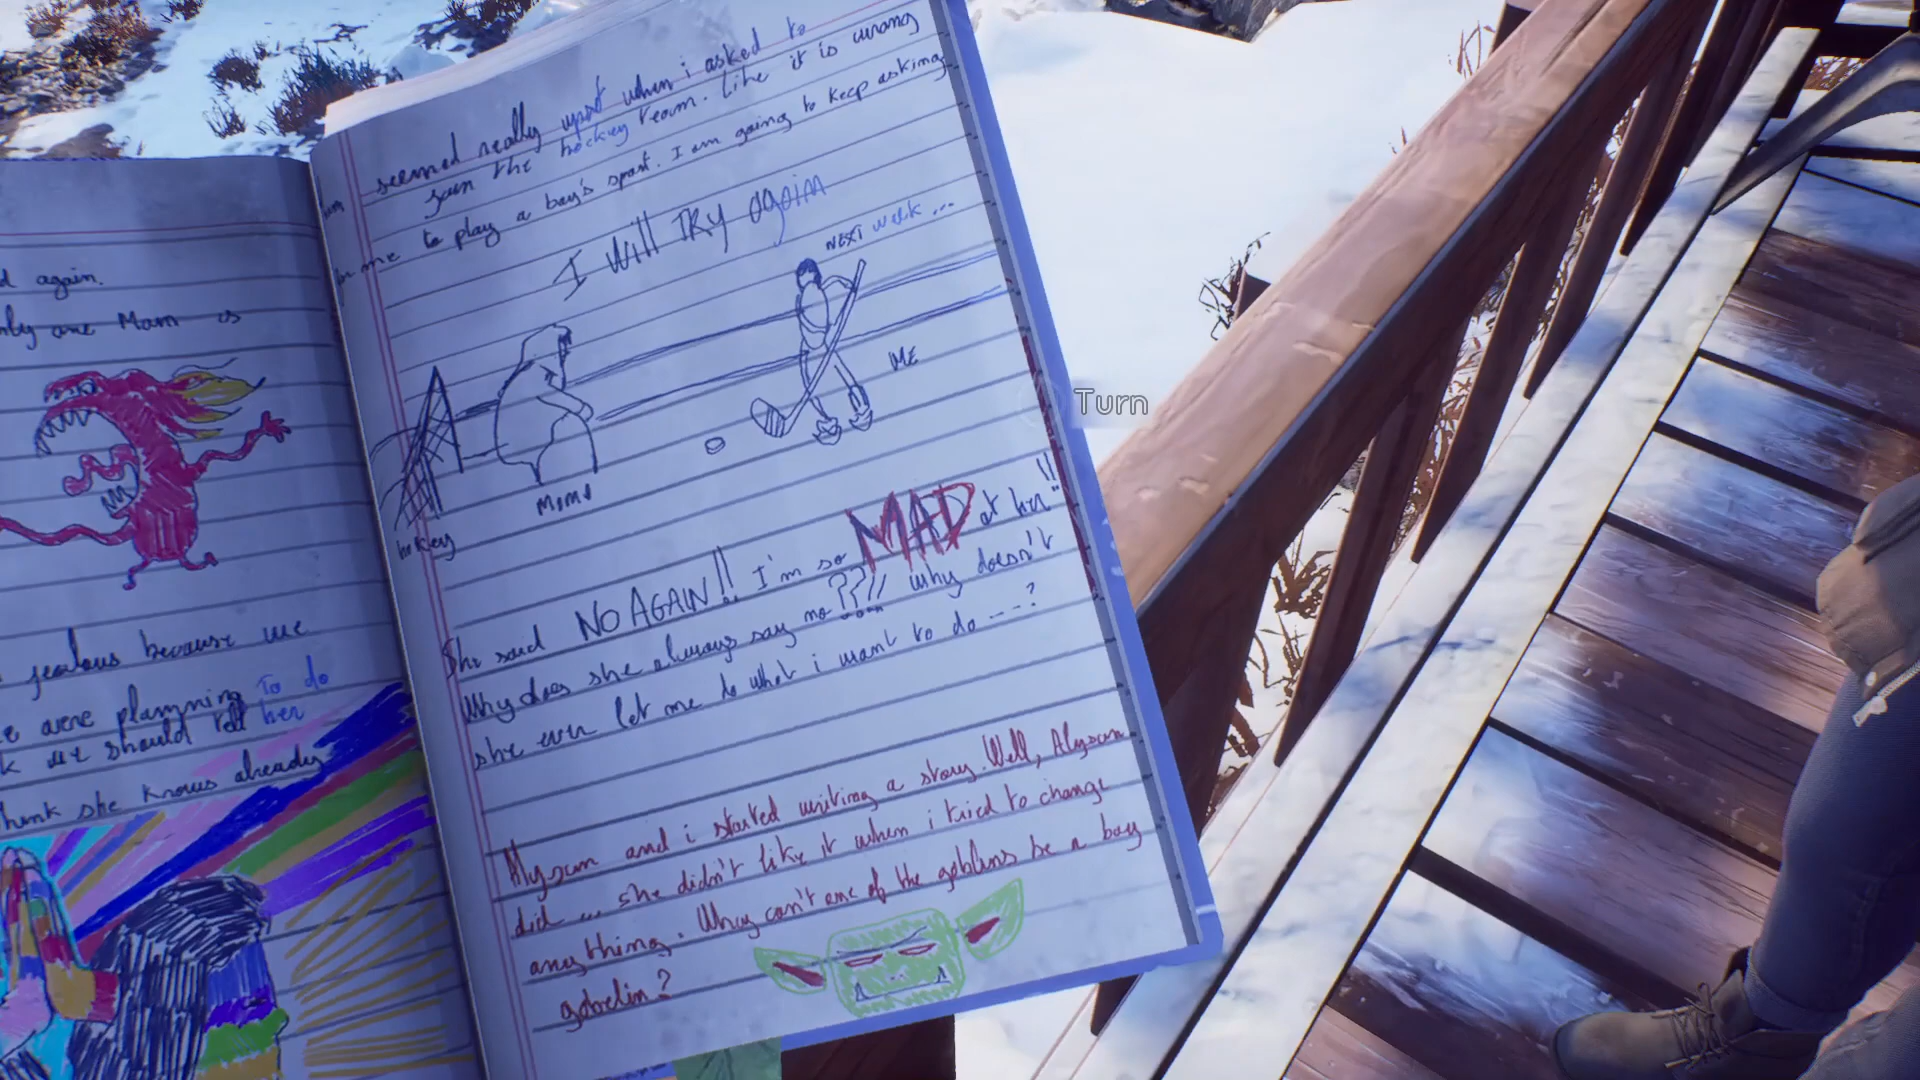 d again.
only one Mom is
jealous because we
e were planning To do
k we should tell her
think she knows already
seemed really upset when i asked to
join the hockey team. Like it is wrong
for me to play a boy's sport. I am going to keep asking.
I Will TRY again
NEXT week ...
ME
MOM
hockey
She said NO AGAIN!! I'm so MAD at her!!
Why does she always say no ??!! Why doesn't
she ever let me do what i want to do ---?
Alyson and i started writing a story. Well, Alyson
did ... she didn't like it when i tried to change
anything. Why can't one of the goblins be a boy
gobelin?
Turn